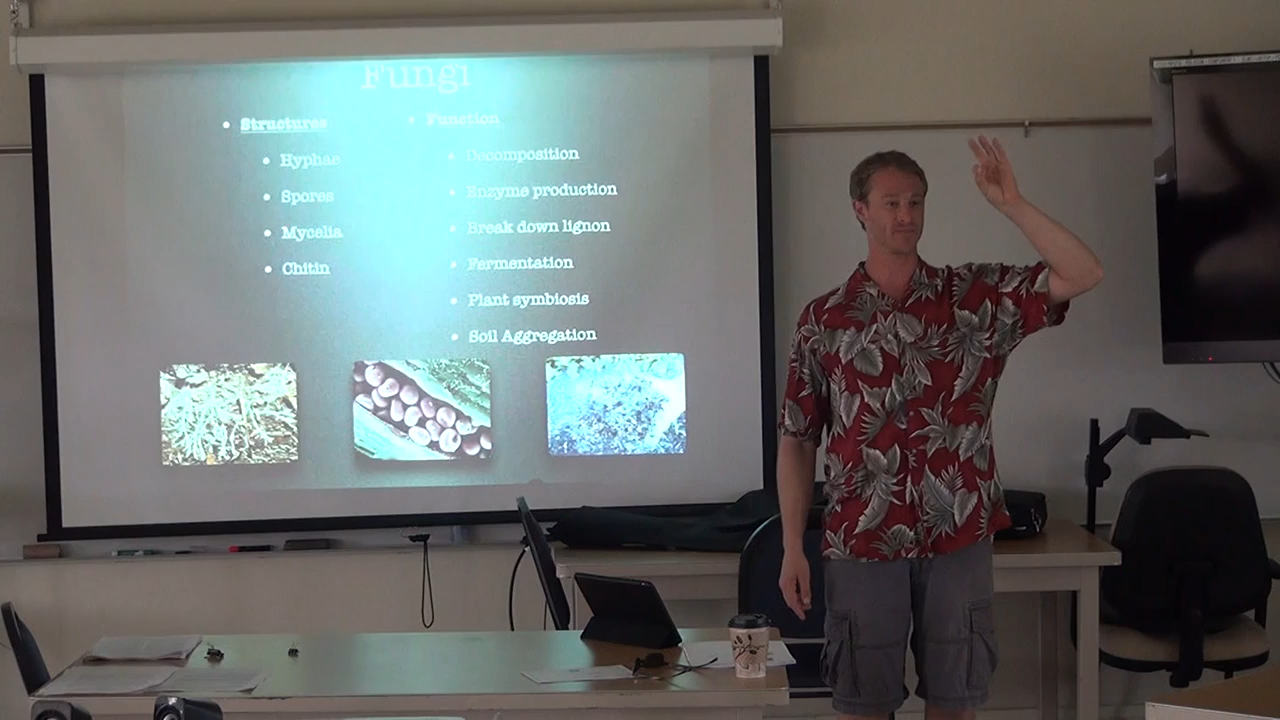 Fungi
Structures
Hyphae
Spores
Mycelia
Chitin
Function
Decomposition
Enzyme production
Break down lignon
Fermentation
Plant symbiosis
Soil Aggregation